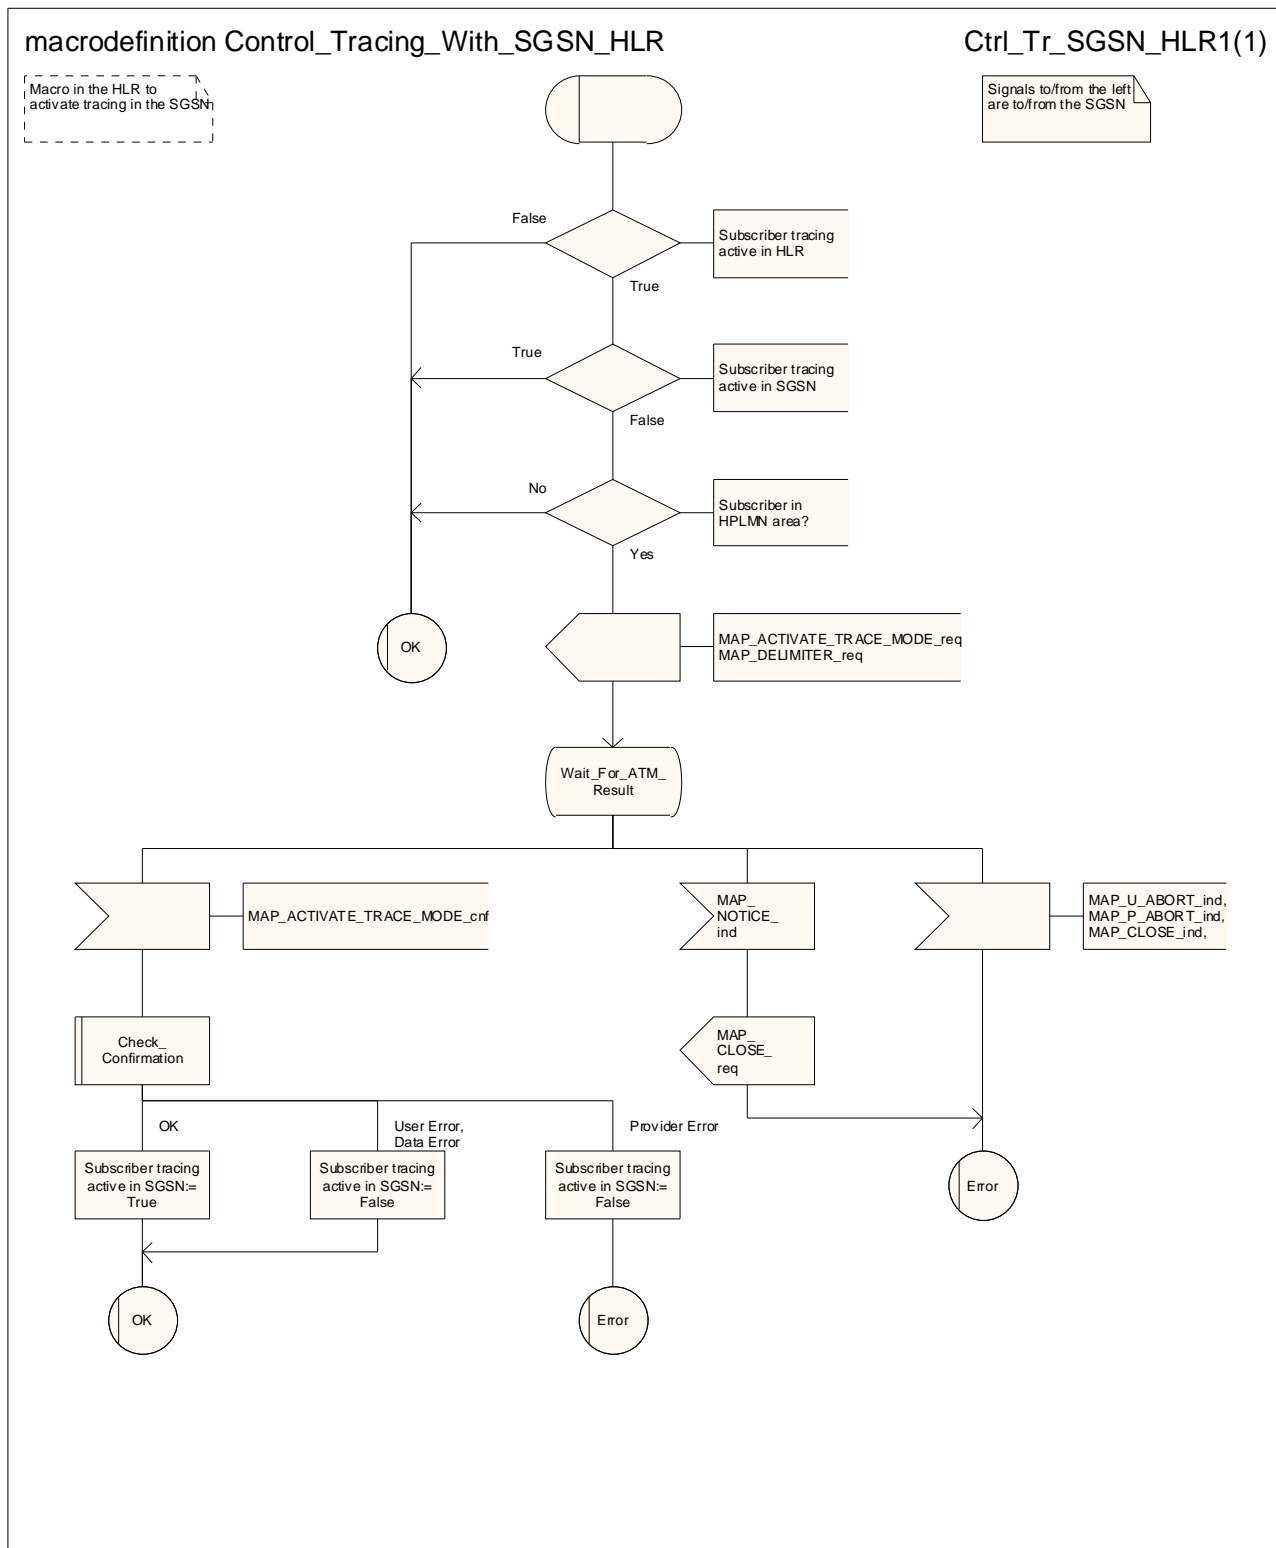 macrodefinition Control_Tracing_With_SGSN_HLR
Ctrl_Tr_SGSN_HLR1(1)
Macro in the HLR to
activate tracing in the SGSN
Signals to/from the left
are to/from the SGSN
False
Subscriber tracing
active in HLR
True
True
Subscriber tracing
active in SGSN
False
No
Subscriber in
HPLMN area?
Yes
OK
MAP_ACTIVATE_TRACE_MODE_req
MAP_DELIMITER_req
Wait_For_ATM_
Result
MAP_ACTIVATE_TRACE_MODE_cnf
MAP_
NOTICE_
ind
MAP_U_ABORT_ind,
MAP_P_ABORT_ind,
MAP_CLOSE_ind,
Check_
Confirmation
MAP_
CLOSE_
req
OK
User Error,
Data Error
Provider Error
Subscriber tracing
active in SGSN:=
True
Subscriber tracing
active in SGSN:=
False
Subscriber tracing
active in SGSN:=
False
Error
OK
Error